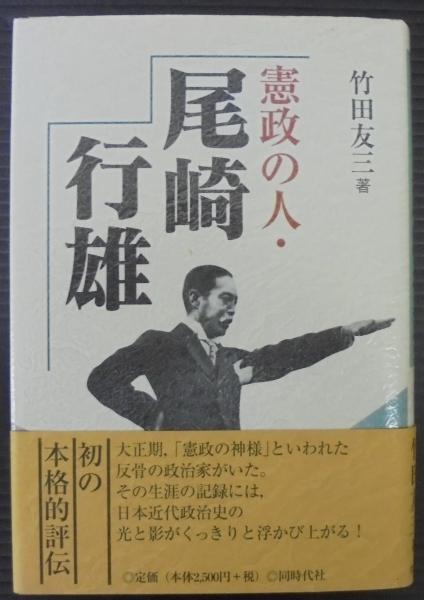 竹田友三 著
憲政の人・
尾崎
行雄
初の
本格的評伝
大正期，「憲政の神様」といわれた
反骨の政治家がいた。
その生涯の記録には，
日本近代政治史の
光と影がくっきりと浮かび上がる！
◎定価（本体2,500円＋税）◎同時代社